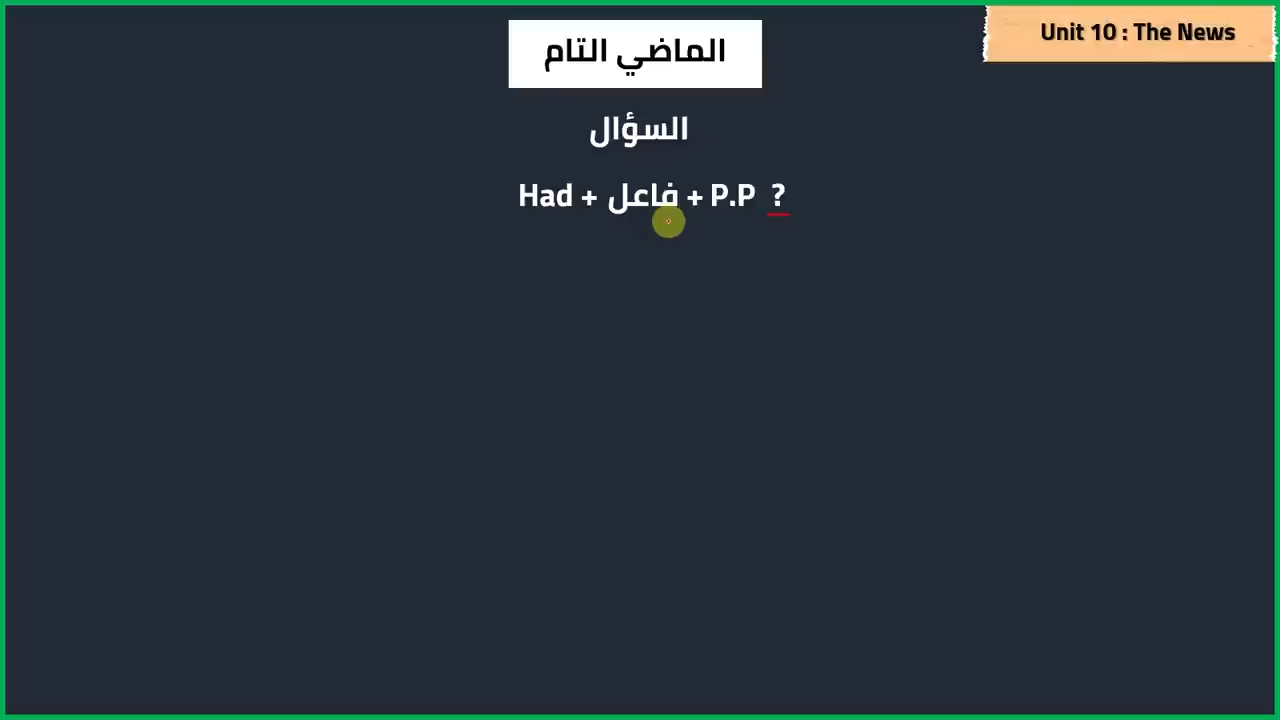 Unit 10 : The News
الماضي التام
السؤال
Had + فاعل + P.P ?